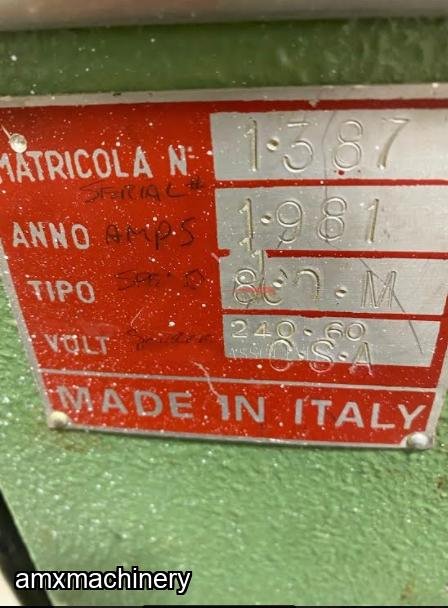 MATRICOLA N° 1·387
SERIAL #
ANNO AMPS 1·981
TIPO
VOLT 240·60
U·S·A
MADE IN ITALY
amxmachinery